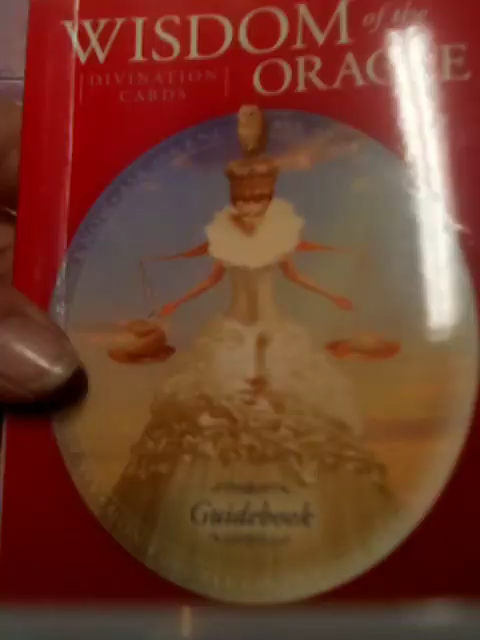 WISDOM of the
ORACLE
DIVINATION
CARDS
Guidebook